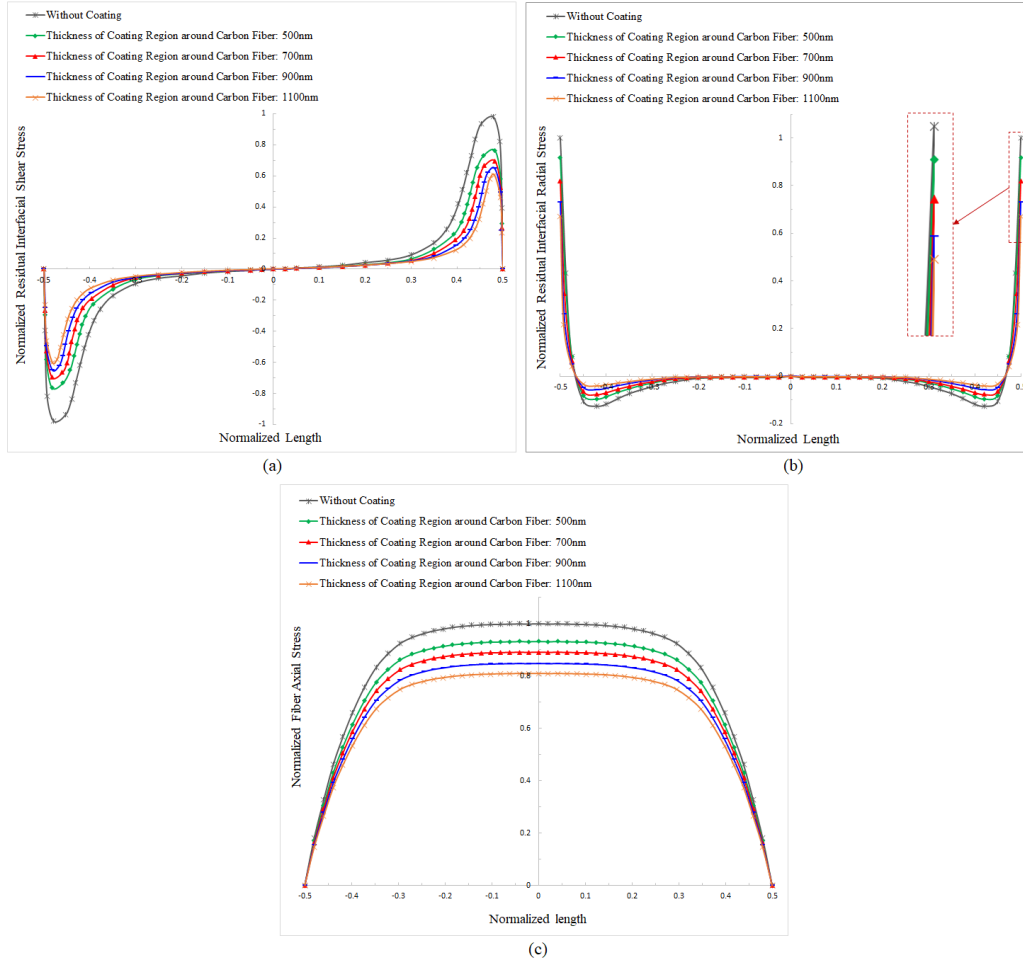 Without Coating
Thickness of Coating Region around Carbon Fiber: 500nm
Thickness of Coating Region around Carbon Fiber: 700nm
Thickness of Coating Region around Carbon Fiber: 900nm
Thickness of Coating Region around Carbon Fiber: 1100nm
Normalized Residual Interfacial Shear Stress
1
0.8
0.6
0.4
0.2
0
-0.2
-0.4
-0.6
-0.8
-1
-0.5 -0.4 -0.3 -0.2 -0.1 0 0.1 0.2 0.3 0.4 0.5
Normalized Length
(a)
Without Coating
Thickness of Coating Region around Carbon Fiber: 500nm
Thickness of Coating Region around Carbon Fiber: 700nm
Thickness of Coating Region around Carbon Fiber: 900nm
Thickness of Coating Region around Carbon Fiber: 1100nm
Normalized Residual Interfacial Radial Stress
1
0.8
0.6
0.4
0.2
0
-0.2
-0.5 -0.4 -0.3 -0.2 -0.1 0 0.1 0.2
Normalized Length
(b)
Without Coating
Thickness of Coating Region around Carbon Fiber: 500nm
Thickness of Coating Region around Carbon Fiber: 700nm
Thickness of Coating Region around Carbon Fiber: 900nm
Thickness of Coating Region around Carbon Fiber: 1100nm
Normalized Fiber Axial Stress
1
0.8
0.6
0.4
0.2
0
-0.5 -0.4 -0.3 -0.2 -0.1 0 0.1 0.2 0.3 0.4 0.5
Normalized length
(c)